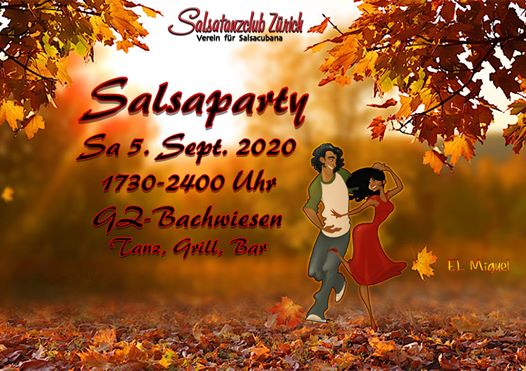 Salsatanzclub Zürich
Verein für Salsacubana
Salsaparty
Sa 5. Sept. 2020
1730-2400 Uhr
GZ-Bachwiesen
Tanz, Grill, Bar
EL Miguel